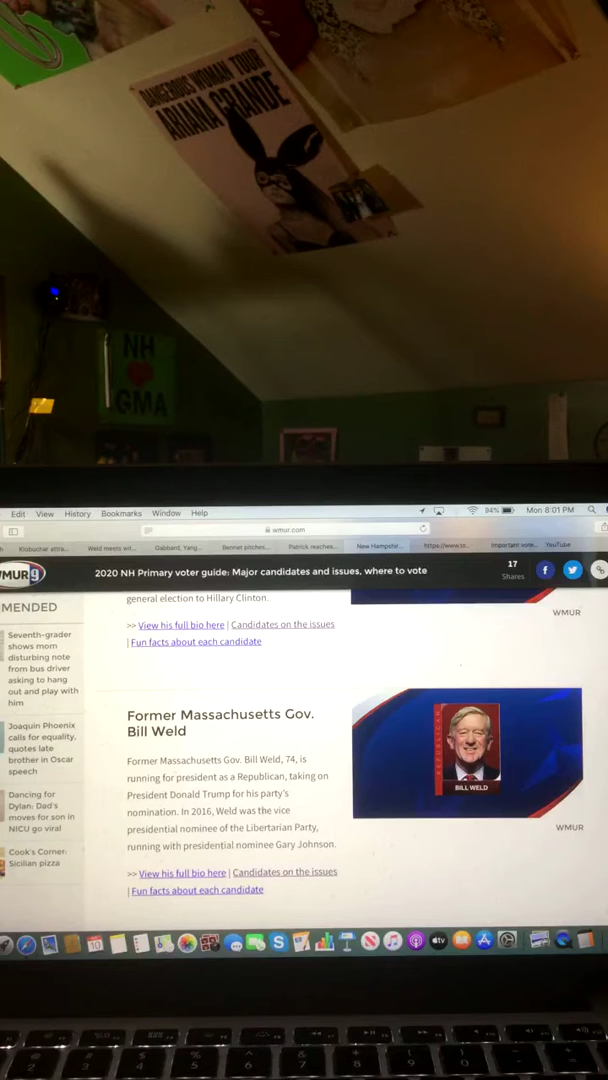 DANGEROUS WOMAN TOUR
ARIANA GRANDE
NH
GMA
Edit View History Bookmarks Window Help 94% Mon 8:01 PM
wmur.com
Klobuchar attra... Weld meets wit... Gabbard, Yang... Bennet pitches... Patrick reaches... New Hampshir... https://www.to... Important vote... YouTube
WMUR9 2020 NH Primary voter guide: Major candidates and issues, where to vote 17 Shares
MENDED
Seventh-grader
shows mom
disturbing note
from bus driver
asking to hang
out and play with
him
Joaquin Phoenix
calls for equality,
quotes late
brother in Oscar
speech
Dancing for
Dylan: Dad's
moves for son in
NICU go viral
Cook's Corner:
Sicilian pizza
general election to Hillary Clinton.
>> View his full bio here | Candidates on the issues
| Fun facts about each candidate
WMUR
Former Massachusetts Gov.
Bill Weld
Former Massachusetts Gov. Bill Weld, 74, is
running for president as a Republican, taking on
President Donald Trump for his party's
nomination. In 2016, Weld was the vice
presidential nominee of the Libertarian Party,
running with presidential nominee Gary Johnson.
>> View his full bio here | Candidates on the issues
| Fun facts about each candidate
REPUBLICAN
BILL WELD
WMUR